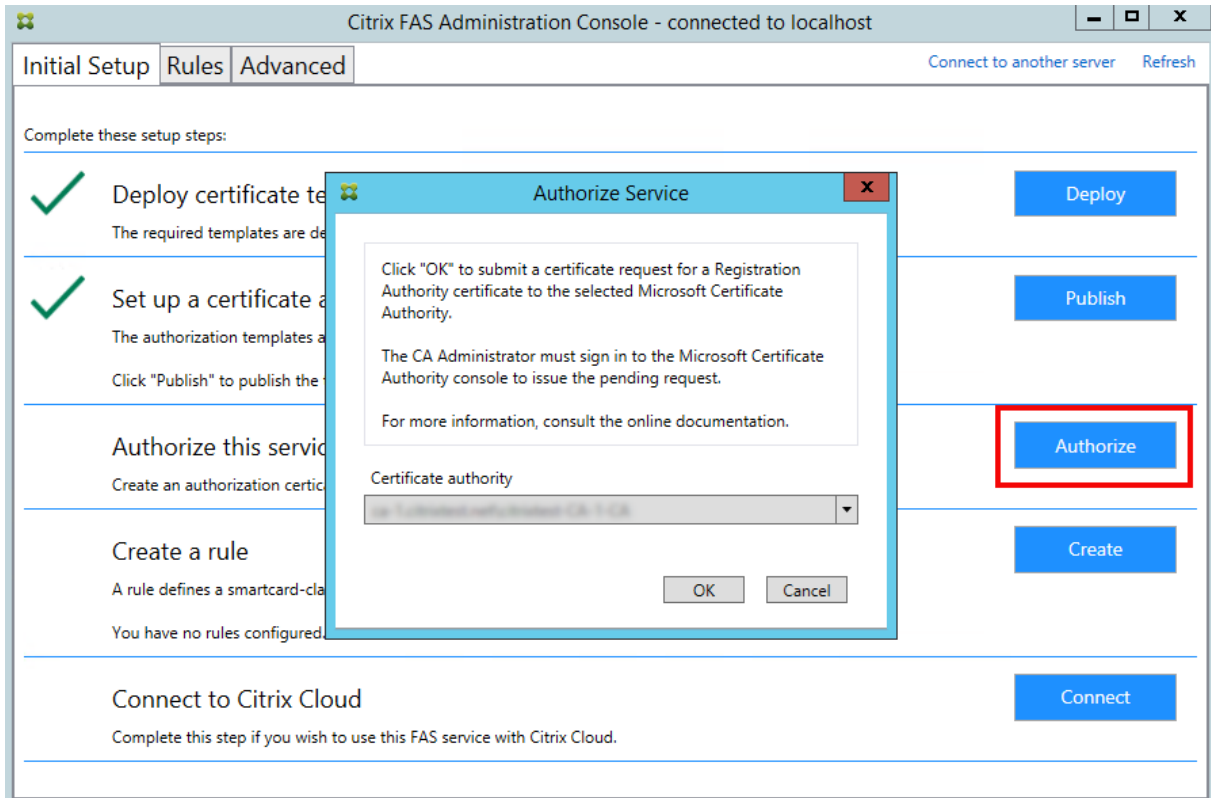 Citrix FAS Administration Console - connected to localhost
Initial Setup Rules Advanced Connect to another server Refresh
Complete these setup steps:
Deploy certificate te
Deploy
The required templates are de
Set up a certificate a
Publish
The authorization templates a
Click "Publish" to publish the
Authorize this servic
Authorize
Create an authorization certic
Create a rule
Create
A rule defines a smartcard-cla
You have no rules configured.
Connect to Citrix Cloud
Connect
Complete this step if you wish to use this FAS service with Citrix Cloud.
Authorize Service
x
Click "OK" to submit a certificate request for a Registration
Authority certificate to the selected Microsoft Certificate
Authority.
The CA Administrator must sign in to the Microsoft Certificate
Authority console to issue the pending request.
For more information, consult the online documentation.
Certificate authority
OK Cancel